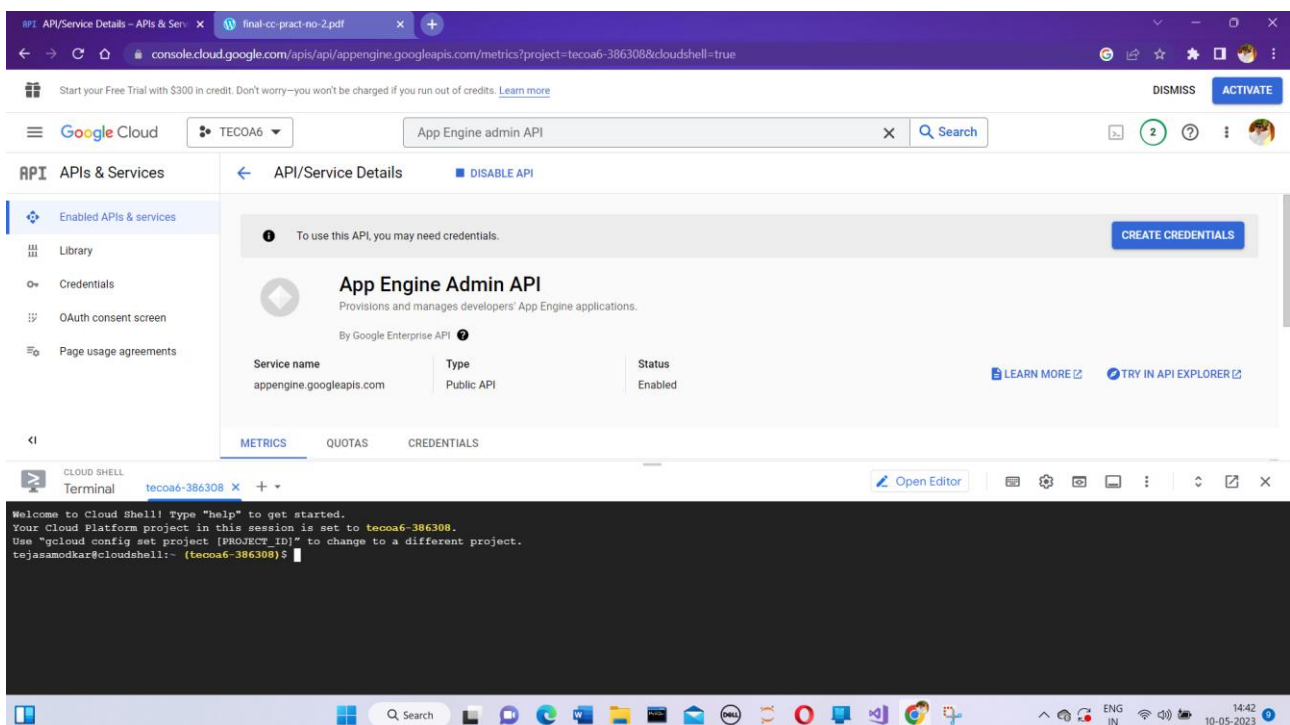 API API/Service Details – APIs & Serv
final-cc-pract-no-2.pdf
console.cloud.google.com/apis/api/appengine.googleapis.com/metrics?project=tecoa6-386308&cloudshell=true
Start your Free Trial with $300 in credit. Don't worry—you won't be charged if you run out of credits. Learn more
DISMISS
ACTIVATE
Google Cloud
TECOA6
App Engine admin API
Search
2
API APIs & Services
API/Service Details
DISABLE API
Enabled APIs & services
Library
Credentials
OAuth consent screen
Page usage agreements
To use this API, you may need credentials.
CREATE CREDENTIALS
App Engine Admin API
Provisions and manages developers' App Engine applications.
By Google Enterprise API
Service name
appengine.googleapis.com
Type
Public API
Status
Enabled
LEARN MORE
TRY IN API EXPLORER
METRICS QUOTAS CREDENTIALS
CLOUD SHELL
Terminal
tecoa6-386308
Open Editor
Welcome to Cloud Shell! Type "help" to get started.
Your Cloud Platform project in this session is set to tecoa6-386308.
Use "gcloud config set project [PROJECT_ID]" to change to a different project.
tejasamodkar@cloudshell:~ (tecoa6-386308)$
Search
DELL
ENG
IN
14:42
10-05-2023
9